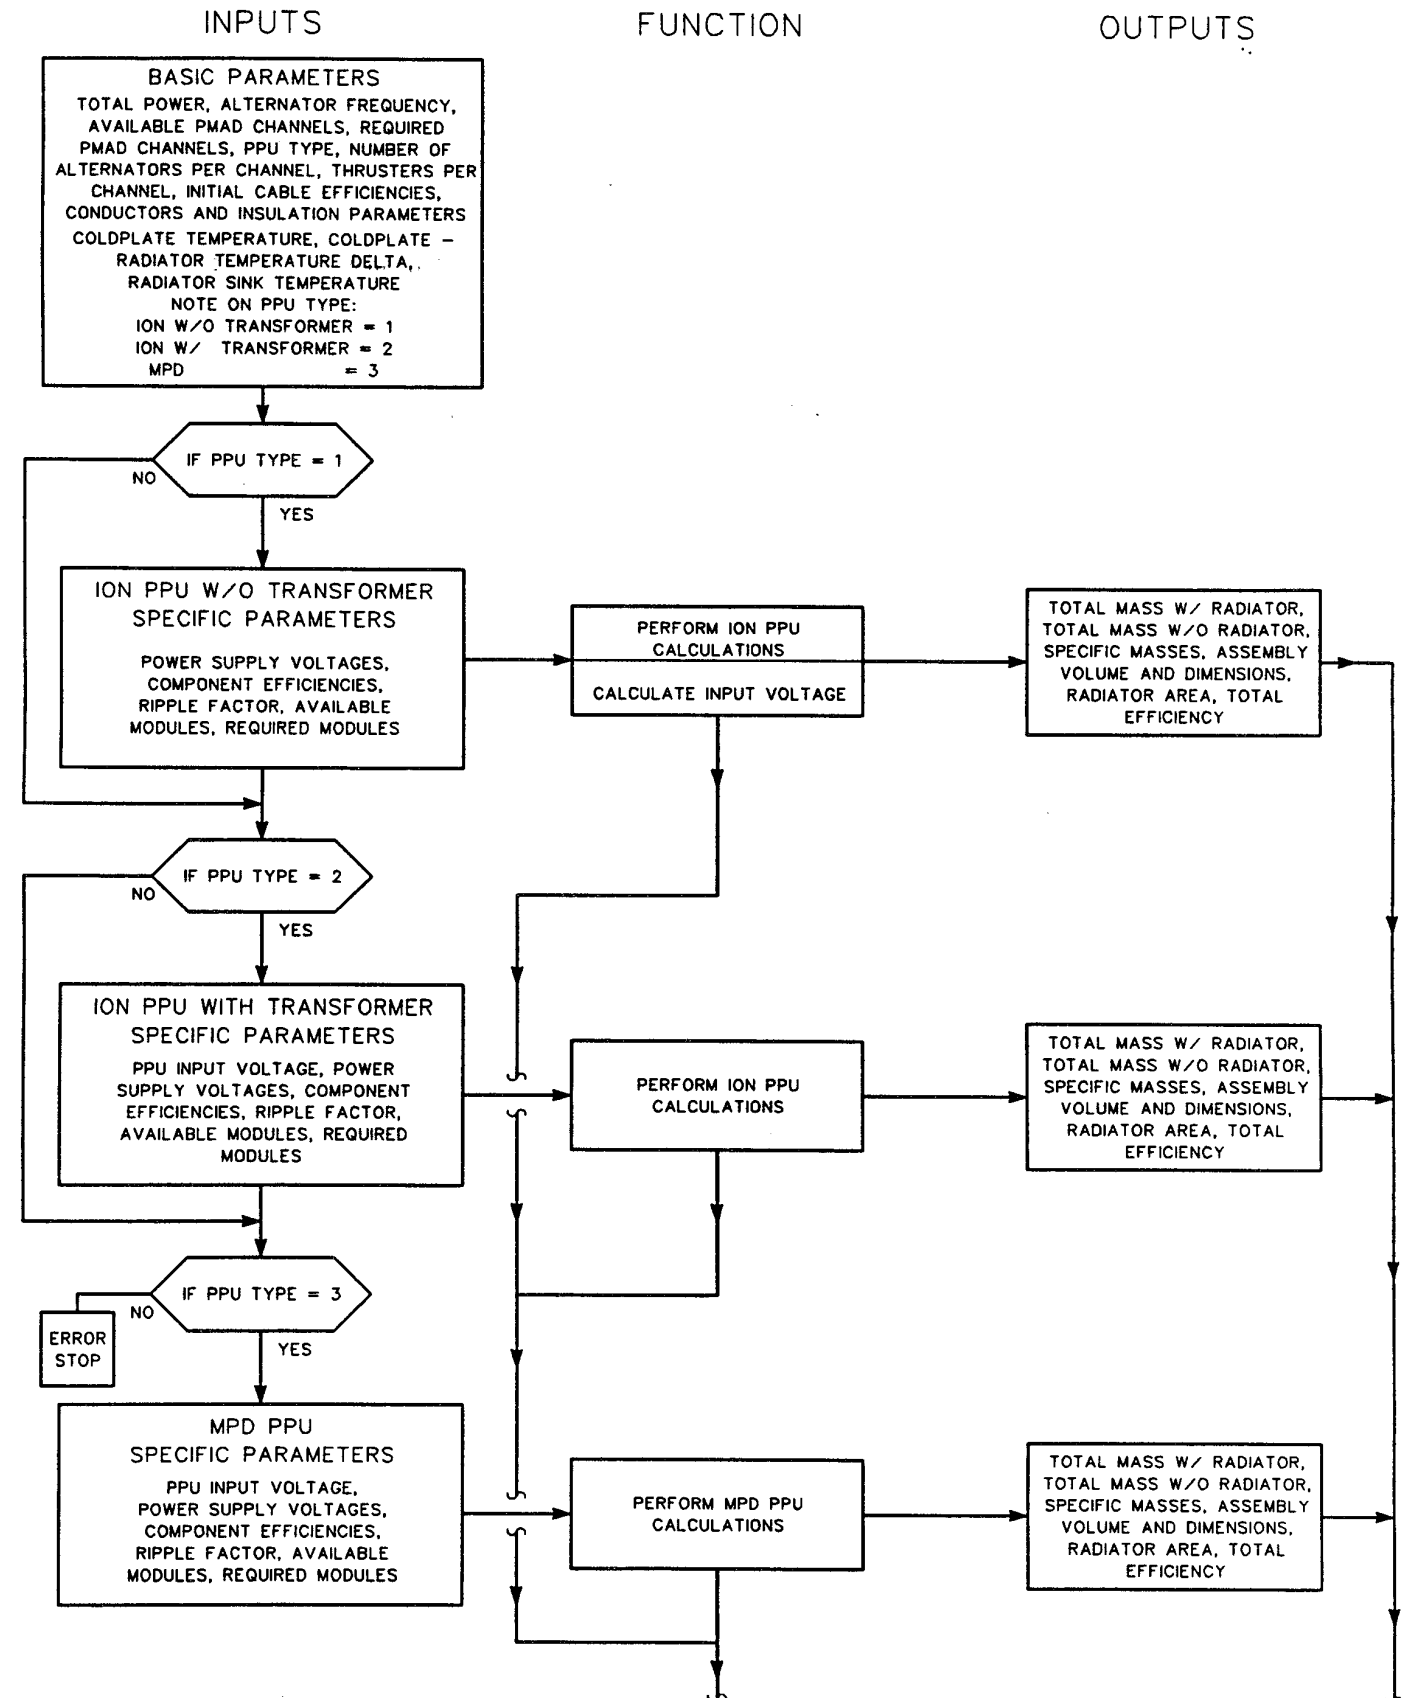 INPUTS
FUNCTION
OUTPUTS
BASIC PARAMETERS
TOTAL POWER, ALTERNATOR FREQUENCY,
AVAILABLE PMAD CHANNELS, REQUIRED
PMAD CHANNELS, PPU TYPE, NUMBER OF
ALTERNATORS PER CHANNEL, THRUSTERS PER
CHANNEL, INITIAL CABLE EFFICIENCIES,
CONDUCTORS AND INSULATION PARAMETERS
COLDPLATE TEMPERATURE, COLDPLATE -
RADIATOR TEMPERATURE DELTA,
RADIATOR SINK TEMPERATURE
NOTE ON PPU TYPE:
ION W/O TRANSFORMER = 1
ION W/ TRANSFORMER = 2
MPD = 3
IF PPU TYPE = 1
NO
YES
ION PPU W/O TRANSFORMER
SPECIFIC PARAMETERS
POWER SUPPLY VOLTAGES,
COMPONENT EFFICIENCIES,
RIPPLE FACTOR, AVAILABLE
MODULES, REQUIRED MODULES
PERFORM ION PPU
CALCULATIONS
CALCULATE INPUT VOLTAGE
TOTAL MASS W/ RADIATOR,
TOTAL MASS W/O RADIATOR,
SPECIFIC MASSES, ASSEMBLY
VOLUME AND DIMENSIONS,
RADIATOR AREA, TOTAL
EFFICIENCY
IF PPU TYPE = 2
NO
YES
ION PPU WITH TRANSFORMER
SPECIFIC PARAMETERS
PPU INPUT VOLTAGE, POWER
SUPPLY VOLTAGES, COMPONENT
EFFICIENCIES, RIPPLE FACTOR,
AVAILABLE MODULES, REQUIRED
MODULES
PERFORM ION PPU
CALCULATIONS
TOTAL MASS W/ RADIATOR,
TOTAL MASS W/O RADIATOR,
SPECIFIC MASSES, ASSEMBLY
VOLUME AND DIMENSIONS,
RADIATOR AREA, TOTAL
EFFICIENCY
IF PPU TYPE = 3
NO
ERROR
STOP
YES
MPD PPU
SPECIFIC PARAMETERS
PPU INPUT VOLTAGE,
POWER SUPPLY VOLTAGES,
COMPONENT EFFICIENCIES,
RIPPLE FACTOR, AVAILABLE
MODULES, REQUIRED MODULES
PERFORM MPD PPU
CALCULATIONS
TOTAL MASS W/ RADIATOR,
TOTAL MASS W/O RADIATOR,
SPECIFIC MASSES, ASSEMBLY
VOLUME AND DIMENSIONS,
RADIATOR AREA, TOTAL
EFFICIENCY